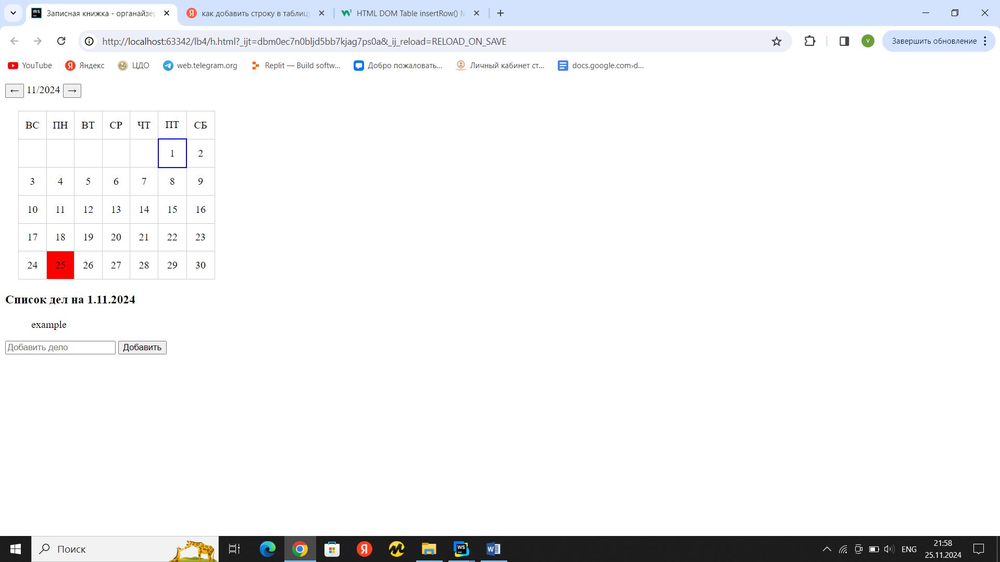 Записная книжка - органайзер
как добавить строку в таблицу
HTML DOM Table insertRow() M
http://localhost:63342/lb4/h.html?_ijt=dbm0ec7n0bljd5bb7kjag7ps0a&_ij_reload=RELOAD_ON_SAVE
V
Завершить обновление
YouTube
Яндекс
ЦДО
web.telegram.org
Replit — Build softw...
Добро пожаловать...
Личный кабинет ст...
docs.google.com›d...
← 11/2024 →
ВС ПН ВТ СР ЧТ ПТ СБ
1 2
3 4 5 6 7 8 9
10 11 12 13 14 15 16
17 18 19 20 21 22 23
24 25 26 27 28 29 30
Список дел на 1.11.2024
example
Добавить дело Добавить
Поиск
ENG
21:58
25.11.2024